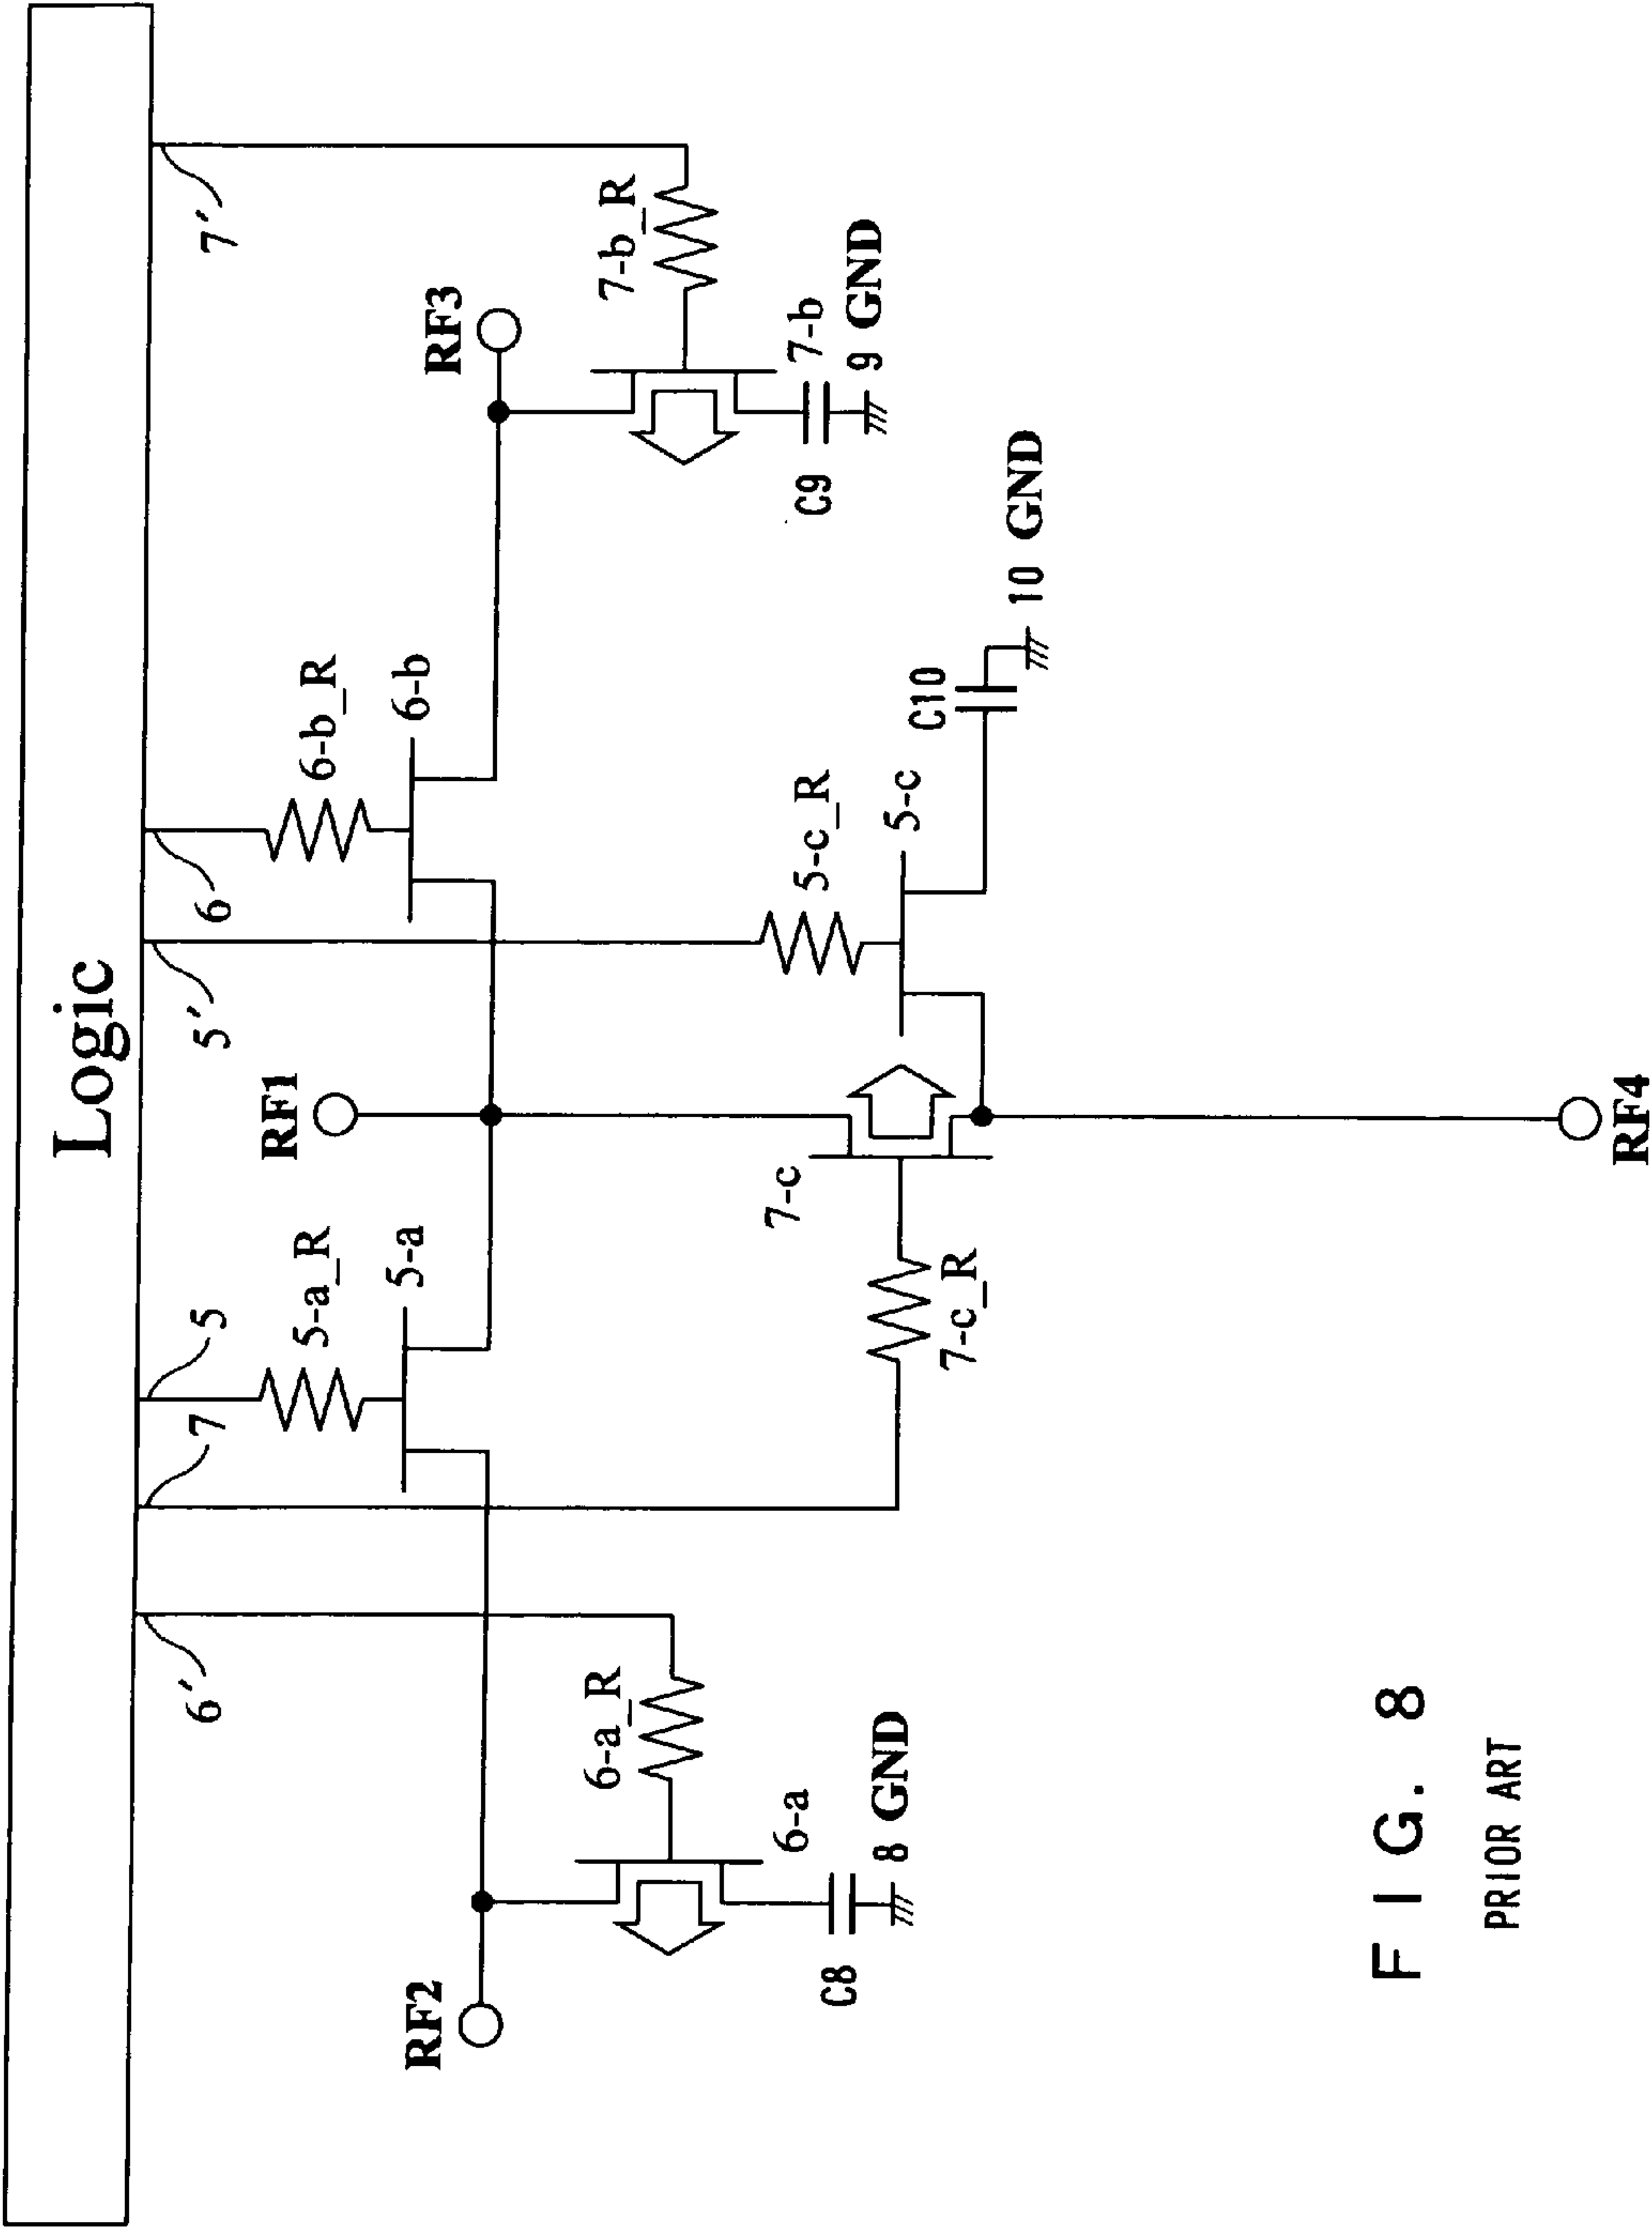 Logic
6'
7
5
5'
6
7'
5-a_R
5-a
RF1
6-b_R
6-b
RF2
RF3
6-a_R
6-a
C8
8 GND
7-c
7-c_R
5-c_R
5-c
C10
10 GND
7-b_R
7-b
C9
9 GND
RF4
FIG. 8
PRIOR ART